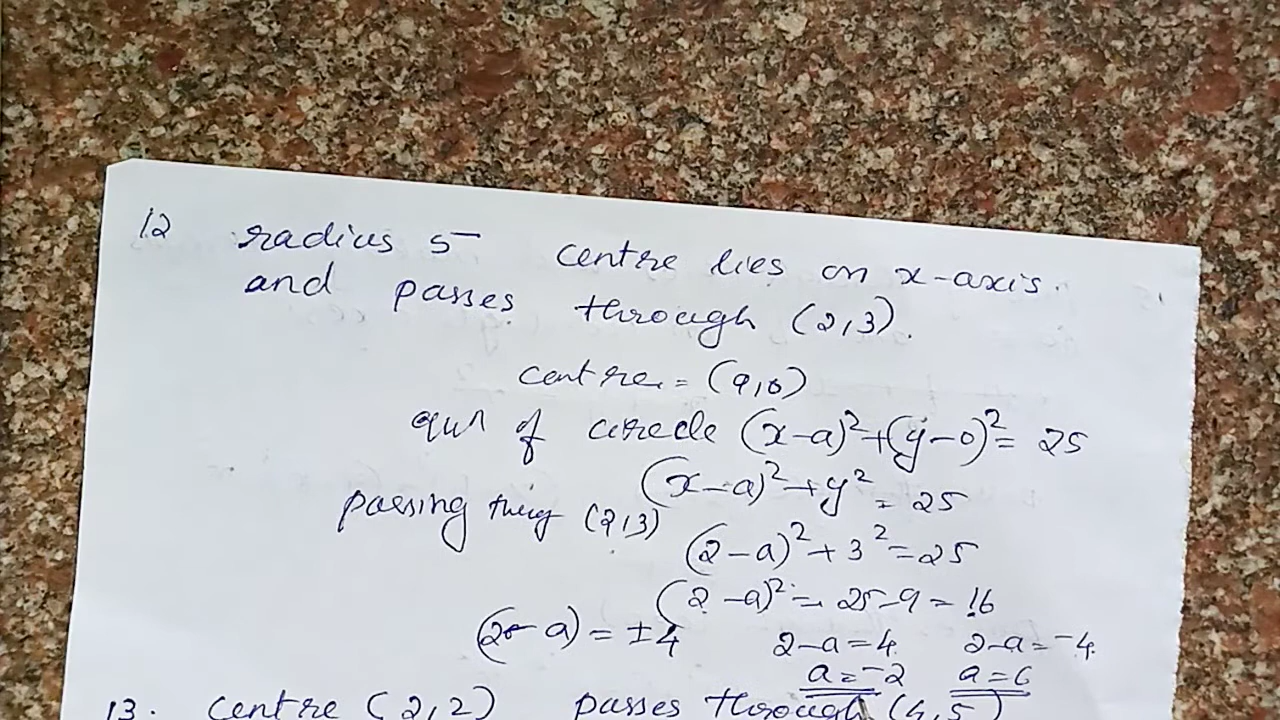 12 radius 5 centre lies on x-axis.
and passes through (2,3).
centre = (a,0)
eqn of circle (x-a)²+(y-0)²= 25
(x-a)²+y² = 25
passing thrg (2,3)
(2-a)²+3²=25
(2-a)²= 25-9 = 16
(2-a)= ±4 2-a=4 2-a=-4.
a=-2 a=6
13. centre (2,2) passes through (4,5)